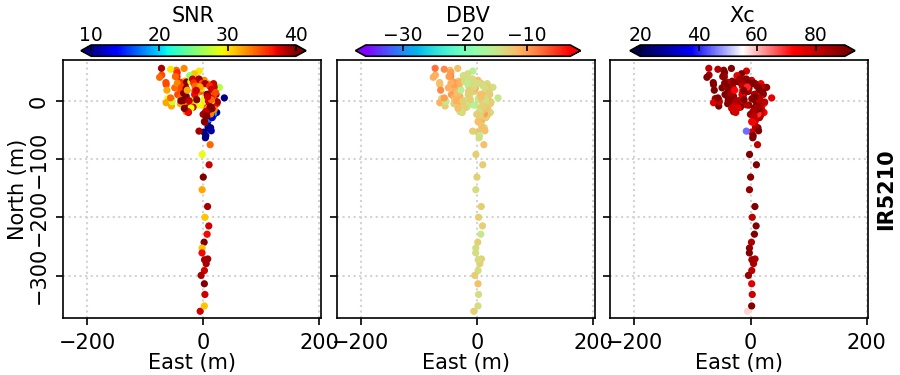 SNR DBV Xc
10 20 30 40 −30 −20 −10 20 40 60 80
North (m)
0
−100
−200
−300
IR5210
−200 0 200 −200 0 200 −200 0 200
East (m) East (m) East (m)